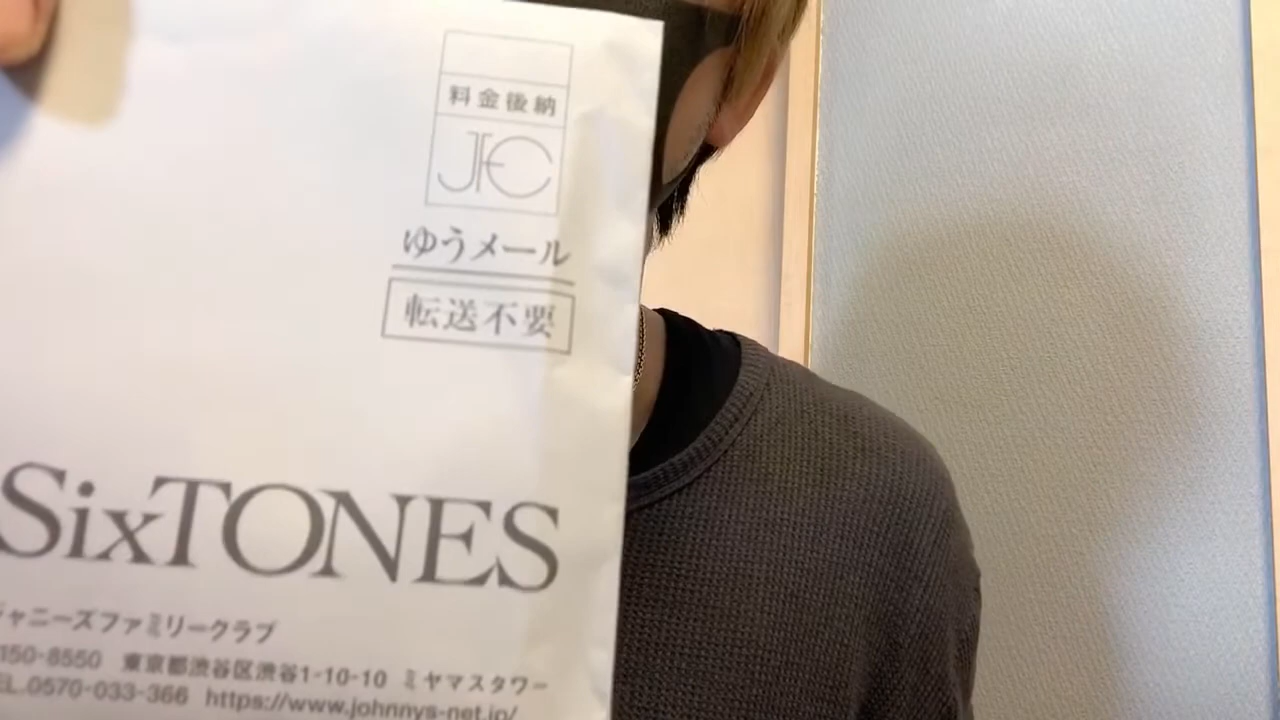 料金後納
JFC
ゆうメール
転送不要
SixTONES
ジャニーズファミリークラブ
150-8550 東京都渋谷区渋谷1-10-10 ミヤマスタワー
TEL.0570-033-366 https://www.johnnys-net.jp/